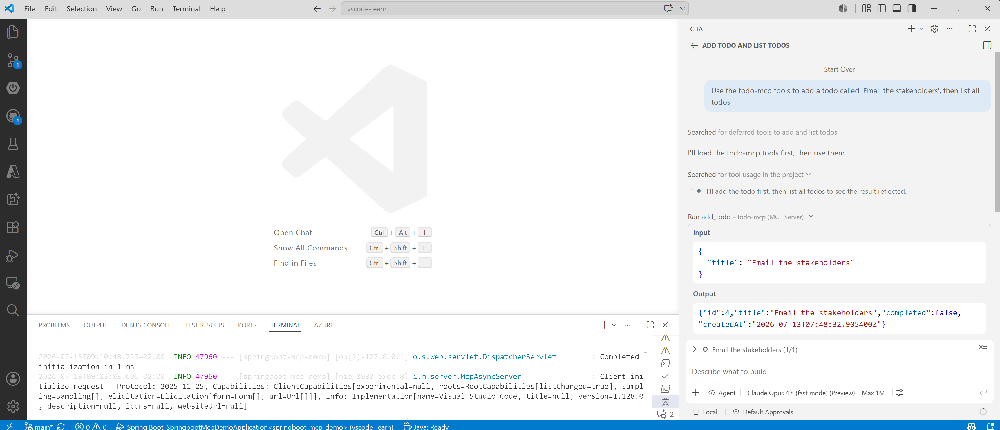 File Edit Selection View Go Run Terminal Help
vscode-learn
1
1
Open Chat Ctrl + Alt + I
Show All Commands Ctrl + Shift + P
Find in Files Ctrl + Shift + F
PROBLEMS OUTPUT DEBUG CONSOLE TEST RESULTS PORTS TERMINAL AZURE
2026-07-13T09:10:48.723+02:00 INFO 47960 --- [springboot-mcp-demo] [on(2)-127.0.0.1] o.s.web.servlet.DispatcherServlet : Completed
initialization in 1 ms
2026-07-13T09:23:03.606+02:00 INFO 47960 --- [springboot-mcp-demo] [nio-8080-exec-8] i.m.server.McpAsyncServer : Client ini
tialize request - Protocol: 2025-11-25, Capabilities: ClientCapabilities[experimental=null, roots=RootCapabilities[listChanged=true], sampl
ing=Sampling[], elicitation=Elicitation[form=Form[], url=Url[]]], Info: Implementation[name=Visual Studio Code, title=null, version=1.128.0
, description=null, icons=null, websiteUrl=null]
2
CHAT
ADD TODO AND LIST TODOS
Start Over
Use the todo-mcp tools to add a todo called 'Email the stakeholders', then list all
todos
Searched for deferred tools to add and list todos
I'll load the todo-mcp tools first, then use them.
Searched for tool usage in the project
I'll add the todo first, then list all todos to see the result reflected.
Ran add_todo – todo-mcp (MCP Server)
Input
{
"title": "Email the stakeholders"
}
Output
{"id":4,"title":"Email the stakeholders","completed":false,
"createdAt":"2026-07-13T07:48:32.905400Z"}
Email the stakeholders (1/1)
Describe what to build
Agent Claude Opus 4.8 (fast mode) (Preview) Max 1M
Local Default Approvals
main* 0 0 Spring Boot-SpringbootMcpDemoApplication<springboot-mcp-demo> (vscode-learn) Java: Ready